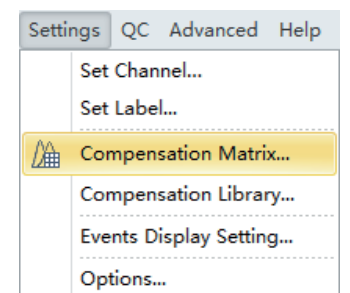 Settings QC Advanced Help
Set Channel...
Set Label...
Compensation Matrix...
Compensation Library...
Events Display Setting...
Options...